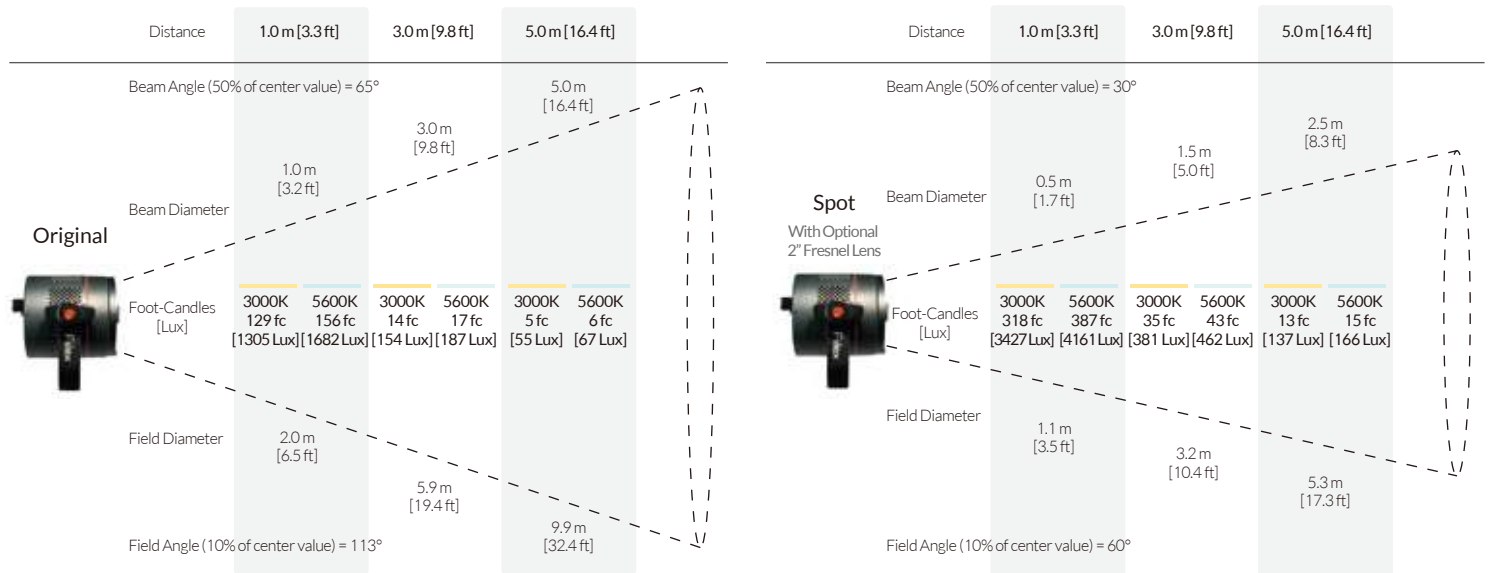 Distance 1.0 m [3.3 ft] 3.0 m [9.8 ft] 5.0 m [16.4 ft]
Beam Angle (50% of center value) = 65°
5.0 m
[16.4 ft]
3.0 m
[9.8 ft]
1.0 m
[3.2 ft]
Beam Diameter
Original
Foot-Candles
[Lux]
3000K 5600K 3000K 5600K 3000K 5600K
129 fc 156 fc 14 fc 17 fc 5 fc 6 fc
[1305 Lux] [1682 Lux] [154 Lux] [187 Lux] [55 Lux] [67 Lux]
Field Diameter
2.0 m
[6.5 ft]
5.9 m
[19.4 ft]
9.9 m
[32.4 ft]
Field Angle (10% of center value) = 113°
Distance 1.0 m [3.3 ft] 3.0 m [9.8 ft] 5.0 m [16.4 ft]
Beam Angle (50% of center value) = 30°
2.5 m
[8.3 ft]
1.5 m
[5.0 ft]
0.5 m
[1.7 ft]
Beam Diameter
Spot
With Optional
2” Fresnel Lens
Foot-Candles
[Lux]
3000K 5600K 3000K 5600K 3000K 5600K
318 fc 387 fc 35 fc 43 fc 13 fc 15 fc
[3427 Lux] [4161 Lux] [381 Lux] [462 Lux] [137 Lux] [166 Lux]
Field Diameter
1.1 m
[3.5 ft]
3.2 m
[10.4 ft]
5.3 m
[17.3 ft]
Field Angle (10% of center value) = 60°